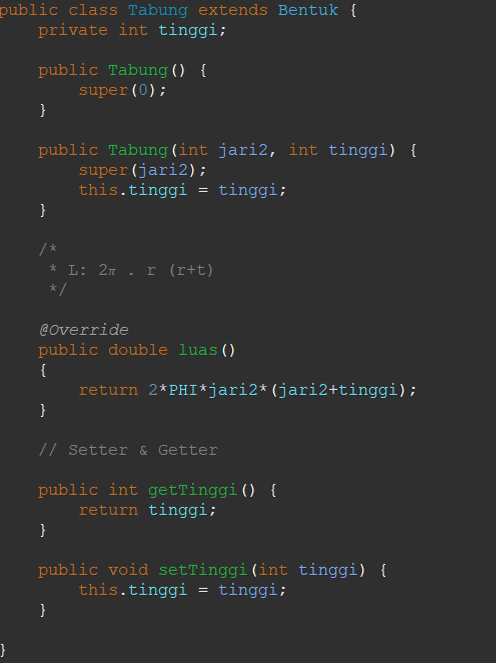 public class Tabung extends Bentuk {
    private int tinggi;

    public Tabung() {
        super(0);
    }

    public Tabung(int jari2, int tinggi) {
        super(jari2);
        this.tinggi = tinggi;
    }

    /*
     * L: 2π . r (r+t)
     */

    @Override
    public double luas()
    {
        return 2*PHI*jari2*(jari2+tinggi);
    }

    // Setter & Getter

    public int getTinggi() {
        return tinggi;
    }

    public void setTinggi(int tinggi) {
        this.tinggi = tinggi;
    }

}